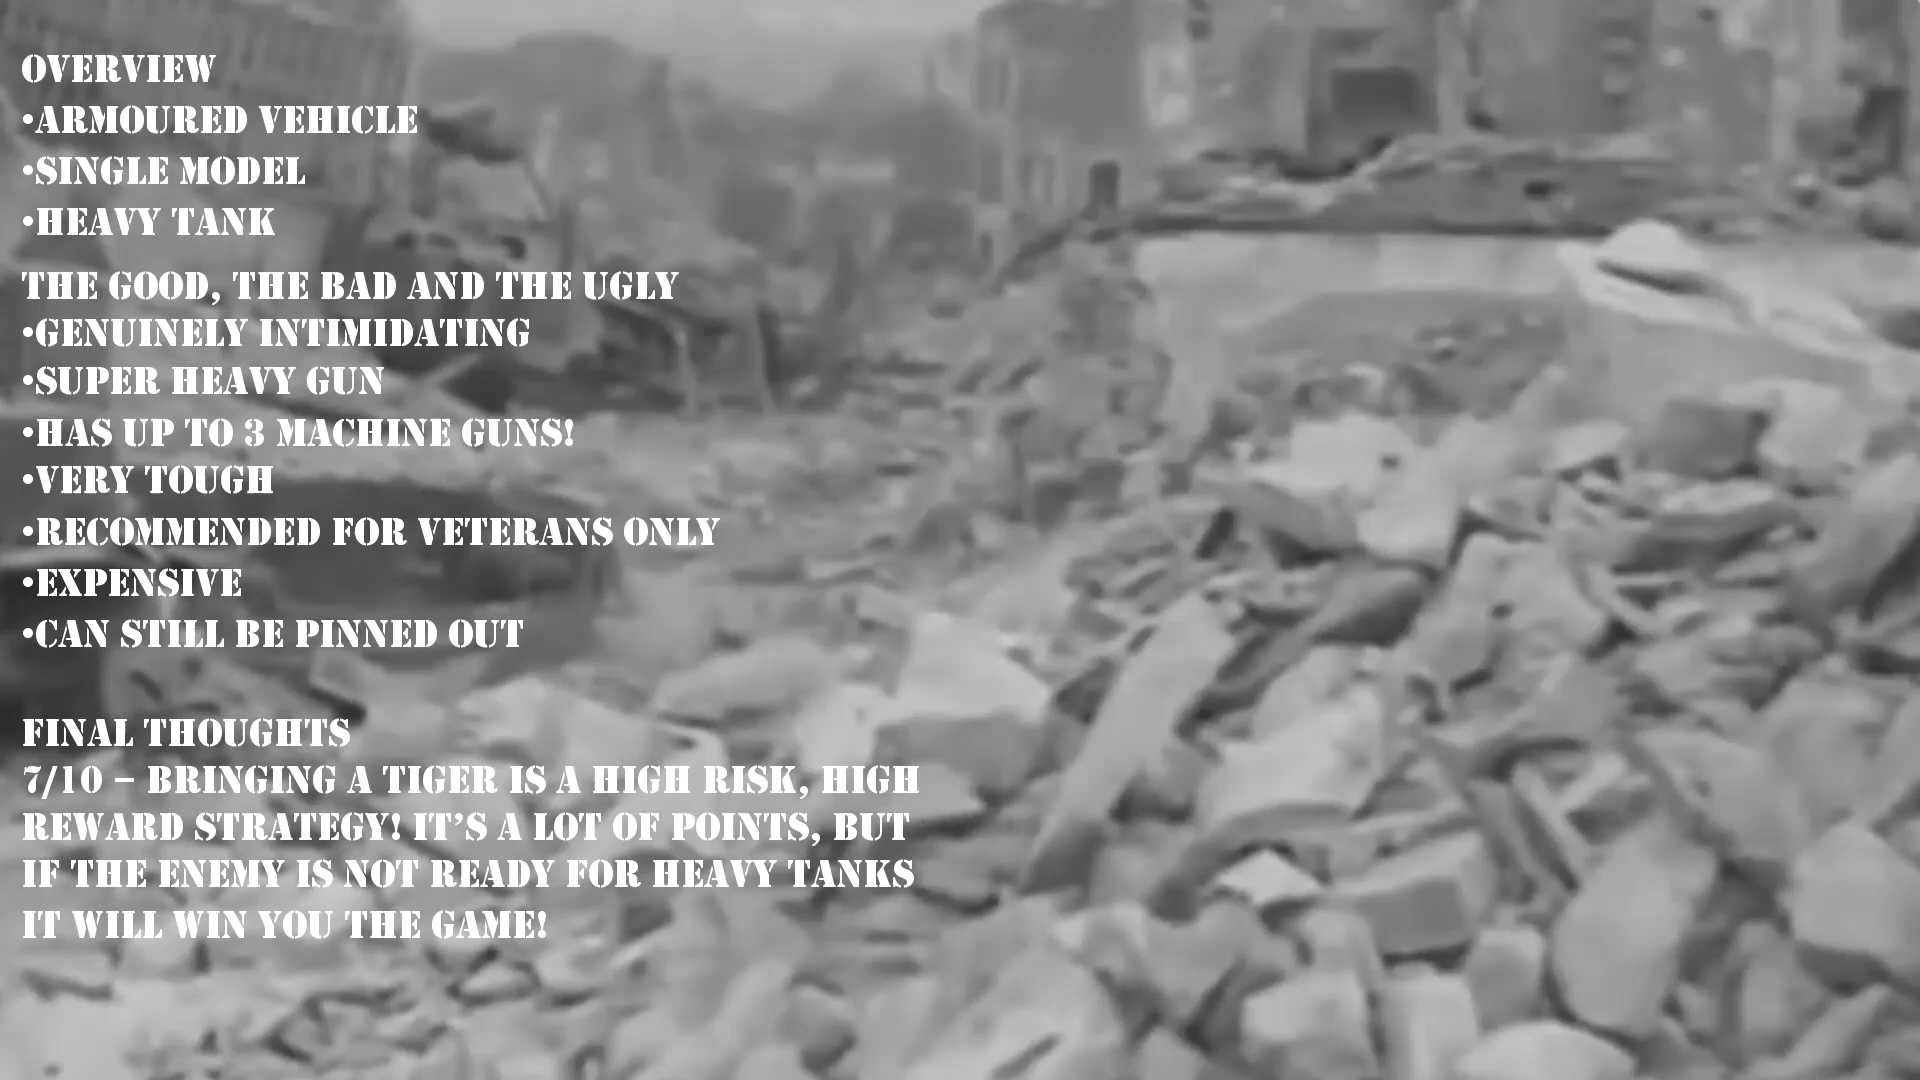 OVERVIEW
•ARMOURED VEHICLE
•SINGLE MODEL
•HEAVY TANK
THE GOOD, THE BAD AND THE UGLY
•GENUINELY INTIMIDATING
•SUPER HEAVY GUN
•HAS UP TO 3 MACHINE GUNS!
•VERY TOUGH
•RECOMMENDED FOR VETERANS ONLY
•EXPENSIVE
•CAN STILL BE PINNED OUT
FINAL THOUGHTS
7/10 – BRINGING A TIGER IS A HIGH RISK, HIGH
REWARD STRATEGY! IT’S A LOT OF POINTS, BUT
IF THE ENEMY IS NOT READY FOR HEAVY TANKS
IT WILL WIN YOU THE GAME!